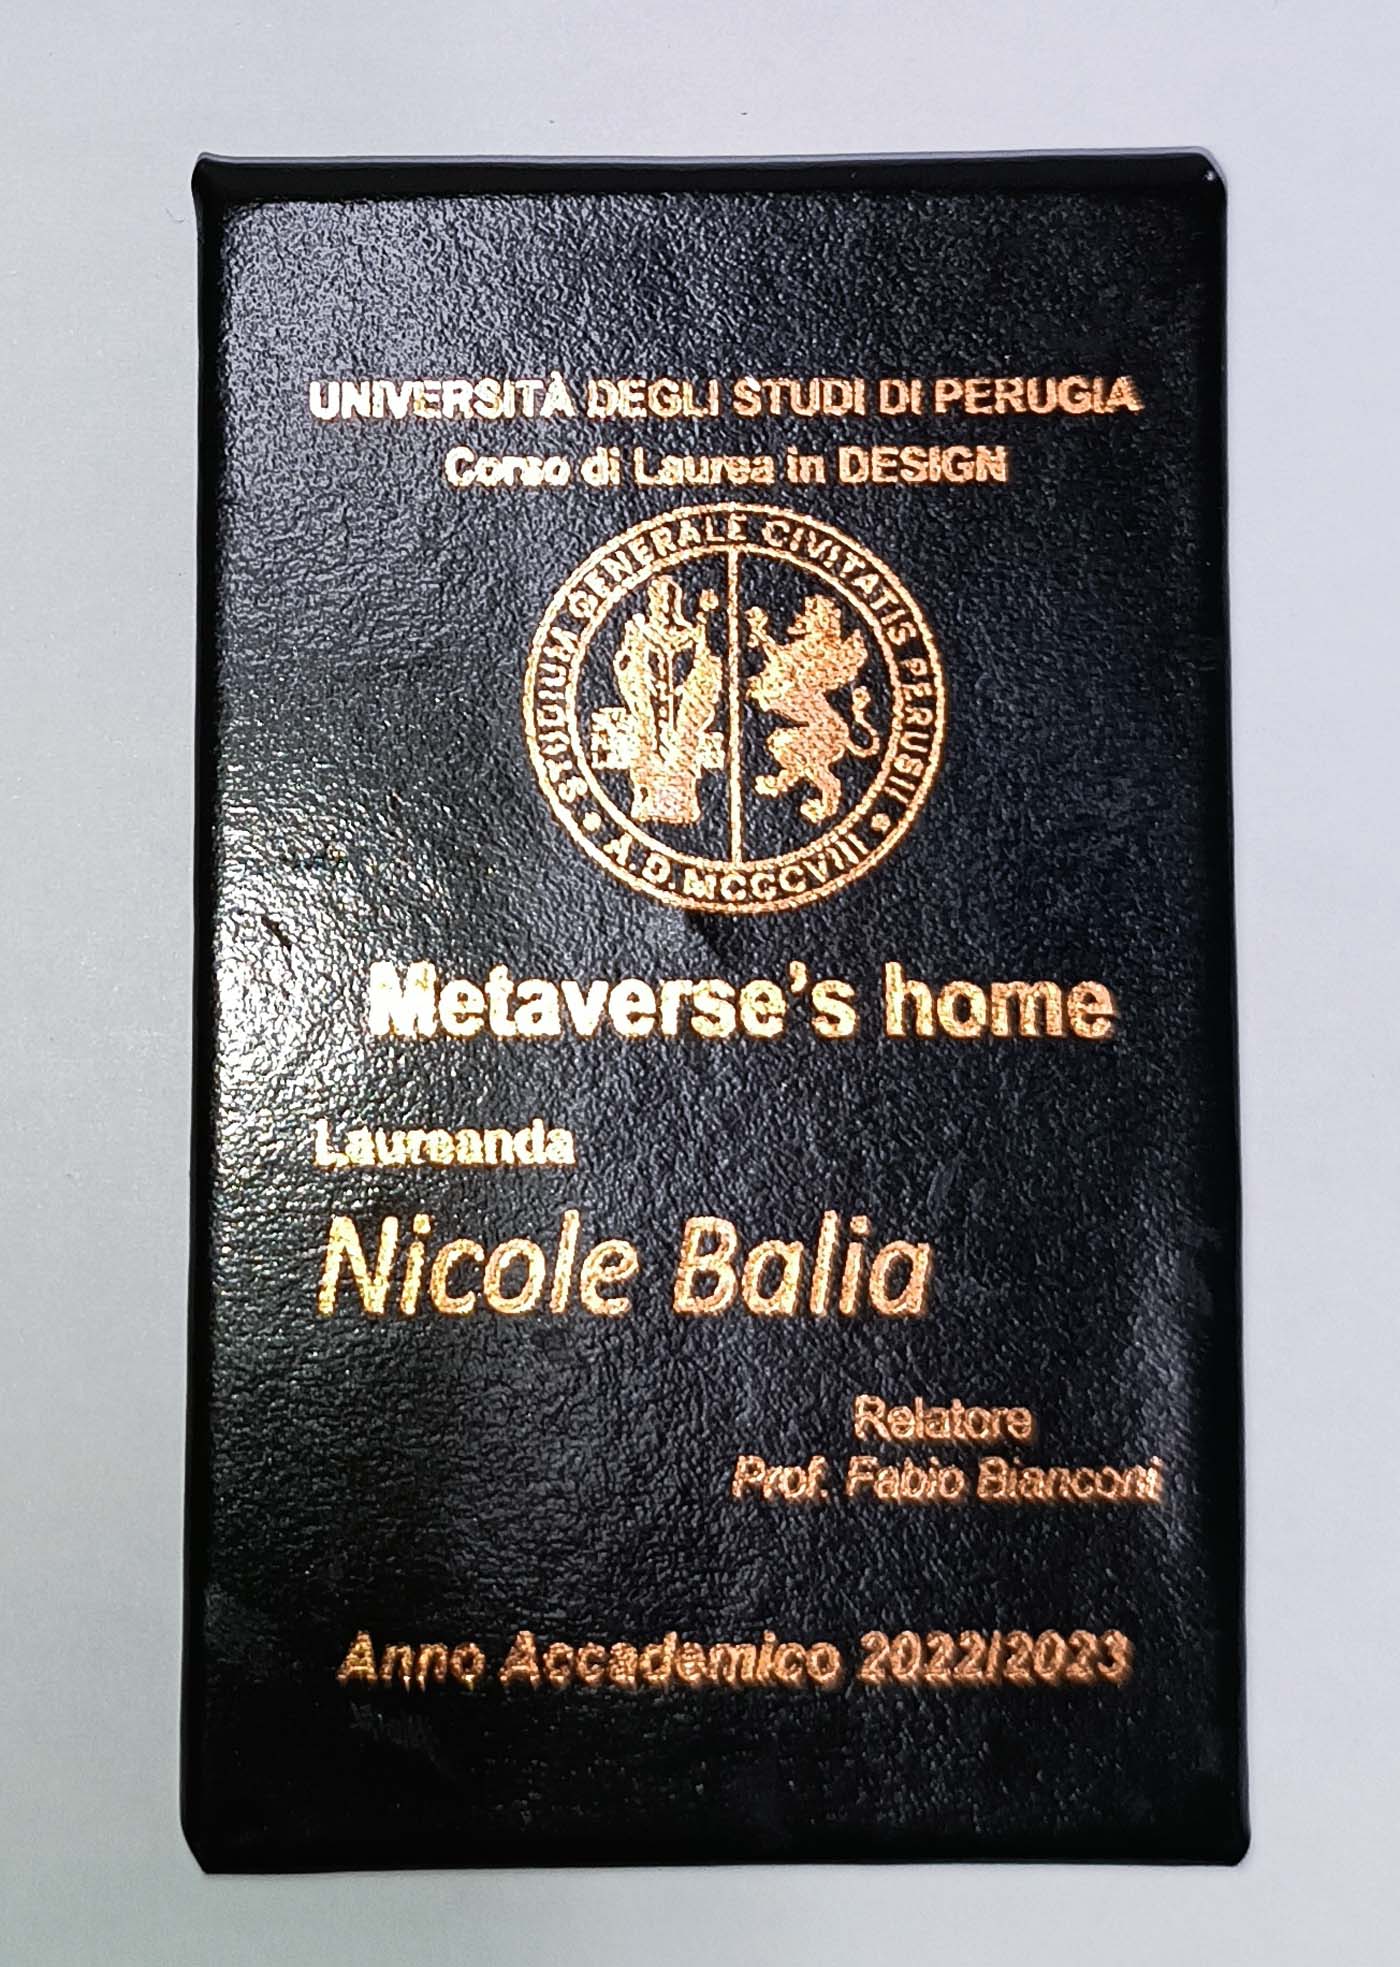 UNIVERSITÀ DEGLI STUDI DI PERUGIA
Corso di Laurea in DESIGN
STUDIUM GENERALE CIVITATIS PERUSII
A.D. MCCCVIII
Metaverse's home
Laureanda
Nicole Balia
Relatore
Prof. Fabio Bianconi
Anno Accademico 2022/2023